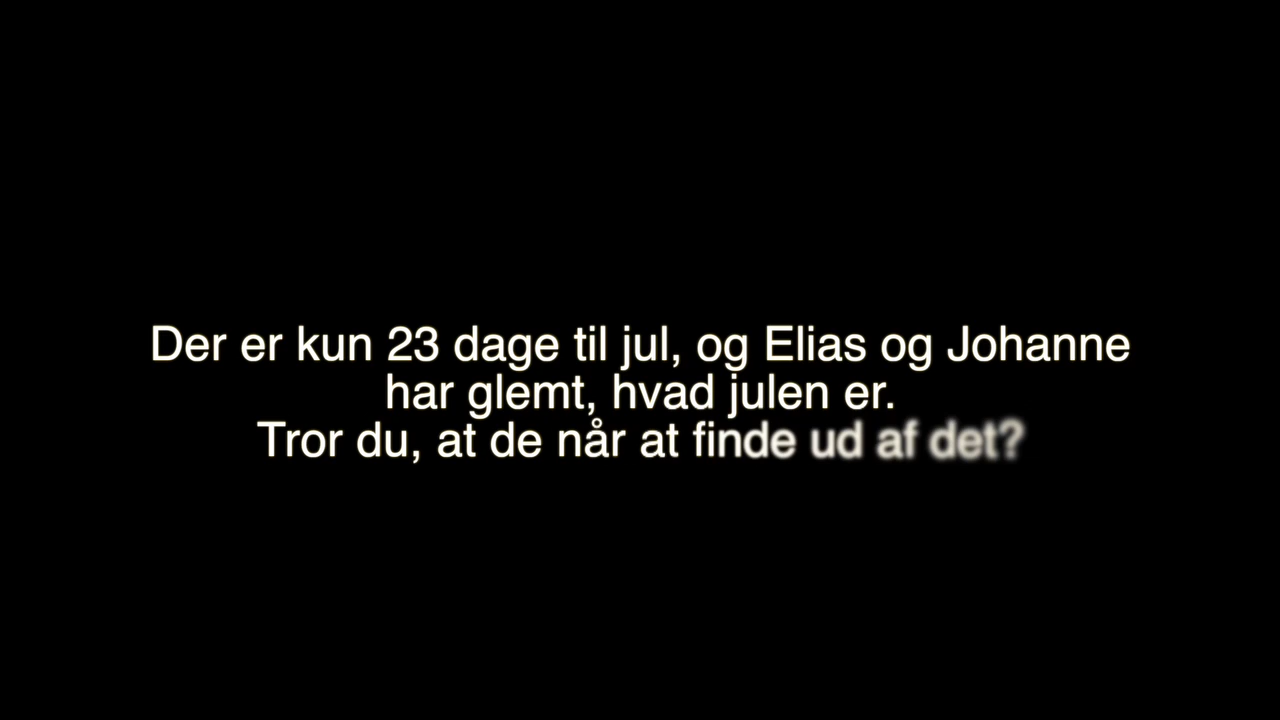 Der er kun 23 dage til jul, og Elias og Johanne
har glemt, hvad julen er.
Tror du, at de når at finde ud af det?